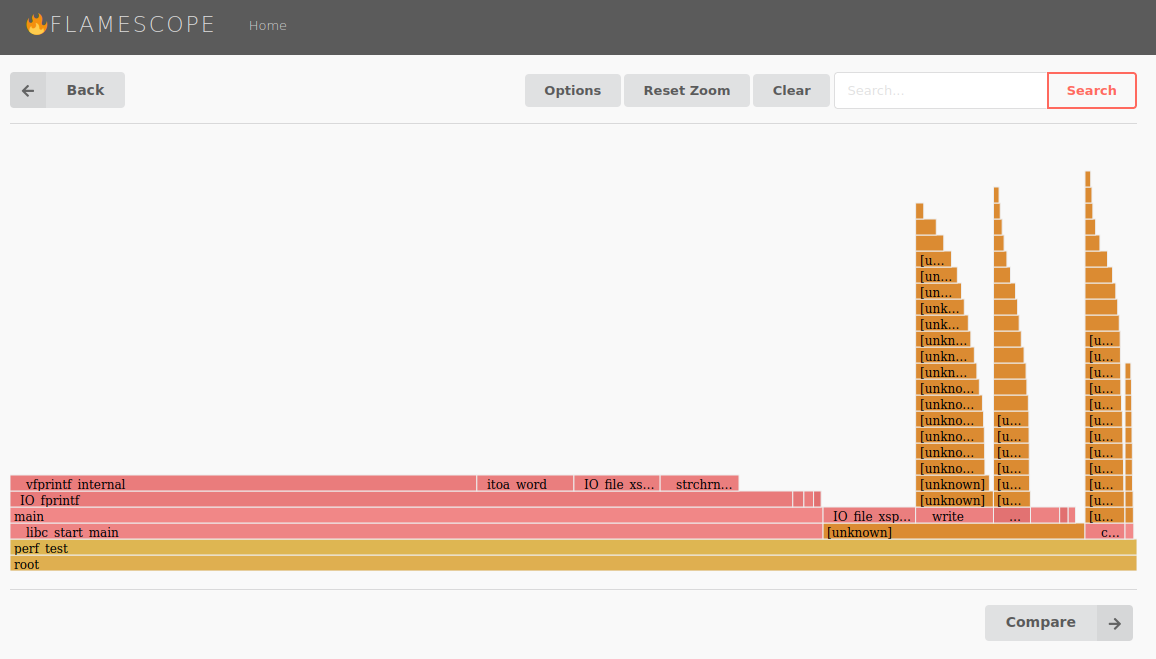 FLAMESCOPE Home
Back Options Reset Zoom Clear Search... Search
[u...
[un...
[un...
[unk...
[unk...
[unkn... [u...
[unkn... [u...
[unkn... [u...
[unkno... [u...
[unkno... [u...
[unkno... [u... [u...
[unkno... [u... [u...
[unkno... [u... [u...
[unkno... [u... [u...
vfprintf internal itoa word IO file xs... strchrn... [unknown] [u... [u...
IO fprintf [unknown] [u... [u...
main IO file xsp... write ... [u...
libc start main [unknown] c...
perf test
root
Compare